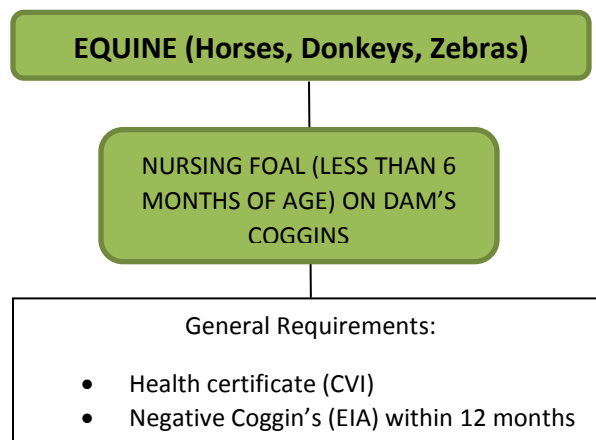 EQUINE (Horses, Donkeys, Zebras)
NURSING FOAL (LESS THAN 6
MONTHS OF AGE) ON DAM'S
COGGINS
General Requirements:
• Health certificate (CVI)
• Negative Coggin's (EIA) within 12 months